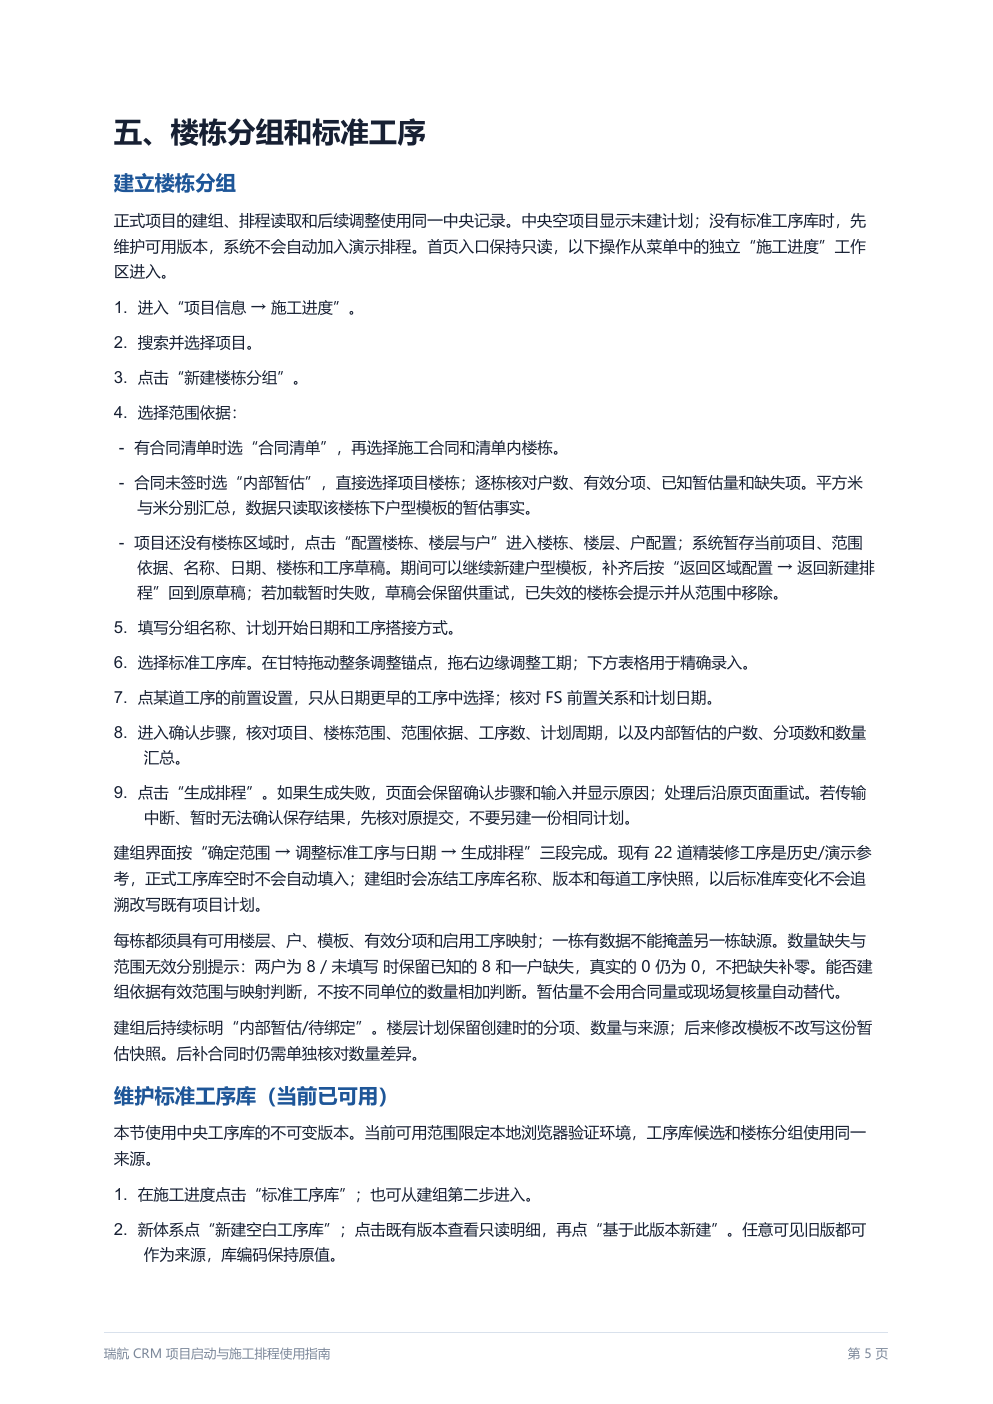 五、楼栋分组和标准工序
建立楼栋分组
正式项目的建组、排程读取和后续调整使用同一中央记录。中央空项目显示未建计划；没有标准工序库时，先
维护可用版本，系统不会自动加入演示排程。首页入口保持只读，以下操作从菜单中的独立“施工进度”工作
区进入。
1. 进入“项目信息 → 施工进度”。
2. 搜索并选择项目。
3. 点击“新建楼栋分组”。
4. 选择范围依据：
- 有合同清单时选“合同清单”，再选择施工合同和清单内楼栋。
- 合同未签时选“内部暂估”，直接选择项目楼栋；逐栋核对户数、有效分项、已知暂估量和缺失项。平方米
与米分别汇总，数据只读取该楼栋下户型模板的暂估事实。
- 项目还没有楼栋区域时，点击“配置楼栋、楼层与户”进入楼栋、楼层、户配置；系统暂存当前项目、范围
依据、名称、日期、楼栋和工序草稿。期间可以继续新建户型模板，补齐后按“返回区域配置 → 返回新建排
程”回到原草稿；若加载暂时失败，草稿会保留供重试，已失效的楼栋会提示并从范围中移除。
5. 填写分组名称、计划开始日期和工序搭接方式。
6. 选择标准工序库。在甘特拖动整条调整锚点，拖右边缘调整工期；下方表格用于精确录入。
7. 点某道工序的前置设置，只从日期更早的工序中选择；核对 FS 前置关系和计划日期。
8. 进入确认步骤，核对项目、楼栋范围、范围依据、工序数、计划周期，以及内部暂估的户数、分项数和数量
汇总。
9. 点击“生成排程”。如果生成失败，页面会保留确认步骤和输入并显示原因；处理后沿原页面重试。若传输
中断、暂时无法确认保存结果，先核对原提交，不要另建一份相同计划。
建组界面按“确定范围 → 调整标准工序与日期 → 生成排程”三段完成。现有 22 道精装修工序是历史/演示参
考，正式工序库空时不会自动填入；建组时会冻结工序库名称、版本和每道工序快照，以后标准库变化不会追
溯改写既有项目计划。
每栋都须具有可用楼层、户、模板、有效分项和启用工序映射；一栋有数据不能掩盖另一栋缺源。数量缺失与
范围无效分别提示：两户为 8 / 未填写 时保留已知的 8 和一户缺失，真实的 0 仍为 0，不把缺失补零。能否建
组依据有效范围与映射判断，不按不同单位的数量相加判断。暂估量不会用合同量或现场复核量自动替代。
建组后持续标明“内部暂估/待绑定”。楼层计划保留创建时的分项、数量与来源；后来修改模板不改写这份暂
估快照。后补合同时仍需单独核对数量差异。
维护标准工序库（当前已可用）
本节使用中央工序库的不可变版本。当前可用范围限定本地浏览器验证环境，工序库候选和楼栋分组使用同一
来源。
1. 在施工进度点击“标准工序库”；也可从建组第二步进入。
2. 新体系点“新建空白工序库”；点击既有版本查看只读明细，再点“基于此版本新建”。任意可见旧版都可
作为来源，库编码保持原值。
瑞航 CRM 项目启动与施工排程使用指南
第 5 页